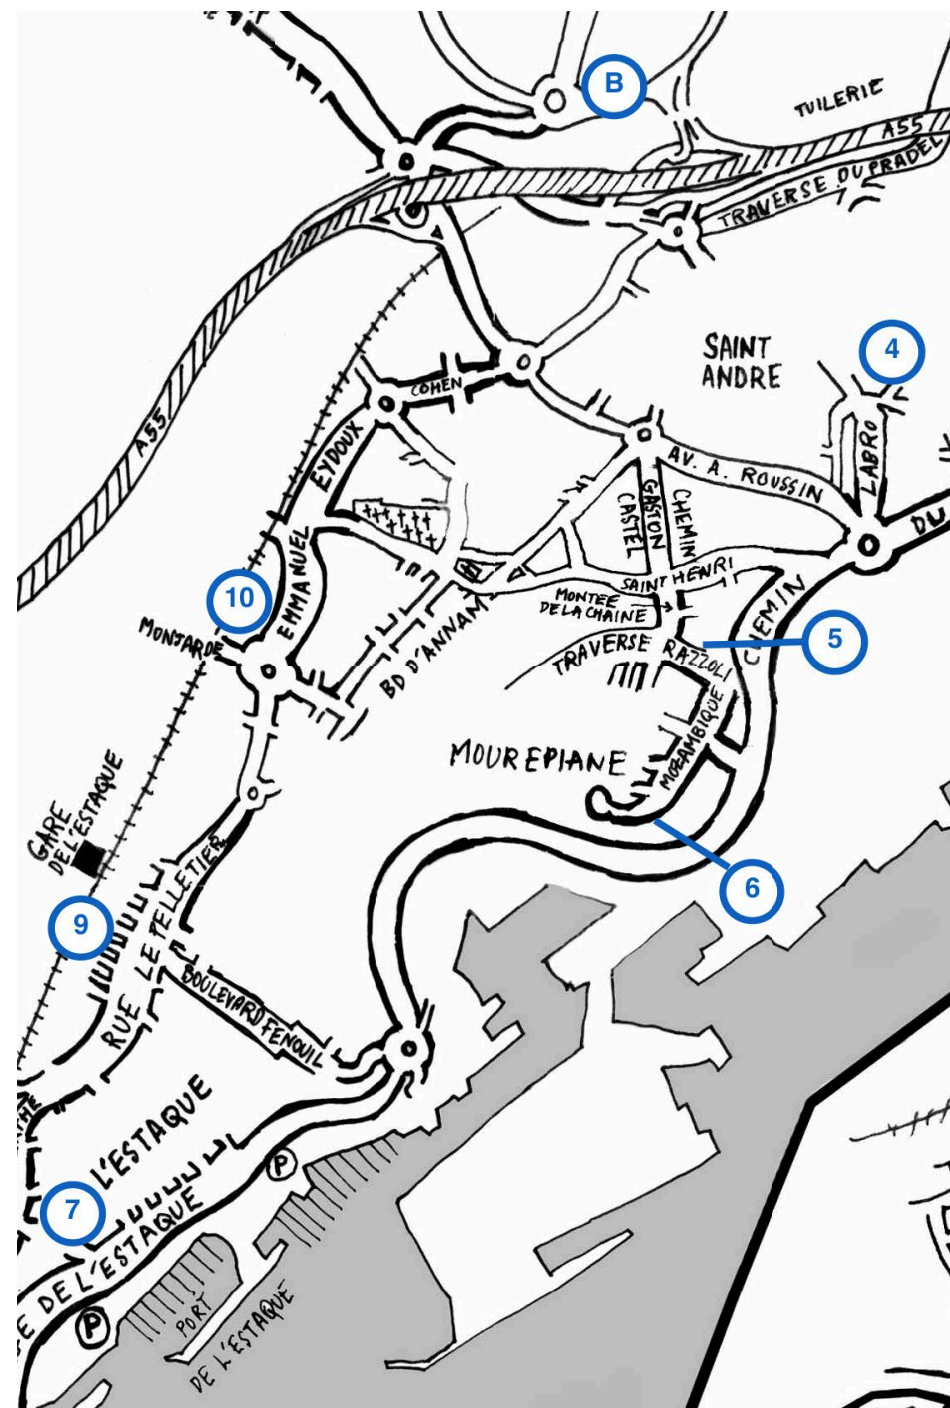 B
TUILERIE
A55
TRAVERSE DU PRADEL
SAINT
ANDRE
4
COHEN
A55
EYDOUX
AV. A. ROUSSIN
LABRO
GASTON
CASTEL
CHEMIN
DU
EMMANUEL
SAINT HENRI
10
MONTEE
DE LA CHAINE
CHEMIN
MONJARDE
BD D'ANNAM
TRAVERSE RAZZOLI
5
MOUREPIANE
MOZAMBIQUE
GARE
DE L'ESTAQUE
6
9
RUE LE PELLETIER
BOULEVARD FENOUIL
THE
L'ESTAQUE
P
7
E DE L'ESTAQUE
P
PORT
DE L'ESTAQUE